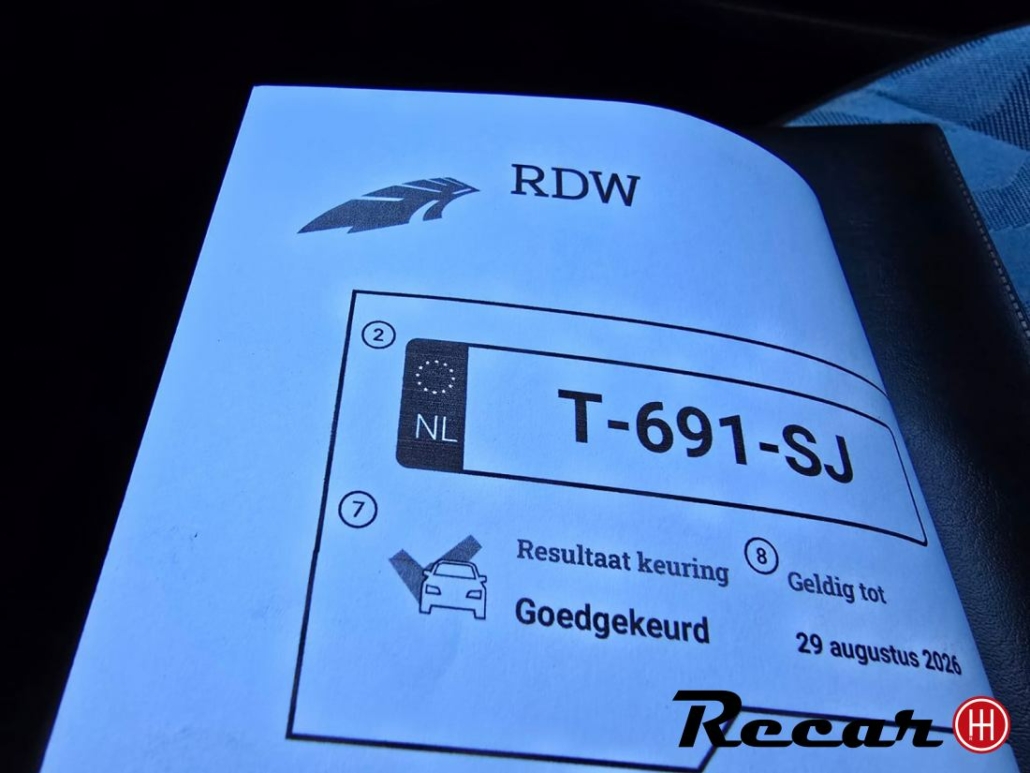 RDW
2
NL
T-691-SJ
7
Resultaat keuring
Goedgekeurd
8
Geldig tot
29 augustus 2026
Recar